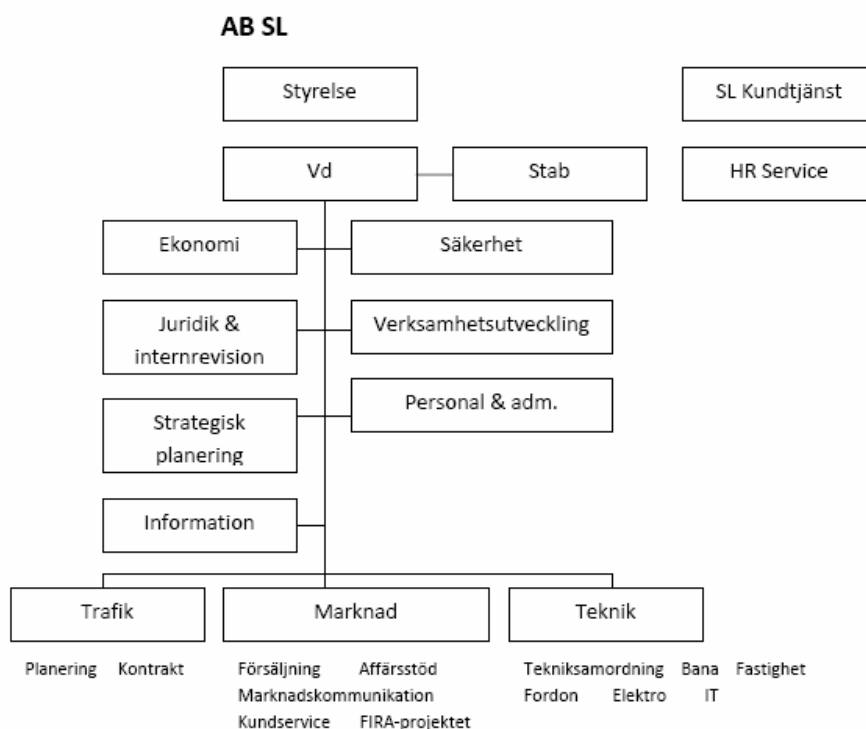 AB SL
Styrelse
SL Kundtjänst
Vd
Stab
HR Service
Ekonomi
Säkerhet
Juridik &
internrevision
Verksamhetsutveckling
Strategisk
planering
Personal & adm.
Information
Trafik
Marknad
Teknik
Planering Kontrakt
Försäljning Affärsstöd
Marknadskommunikation
Kundservice FIRA-projektet
Tekniksamordning Bana Fastighet
Fordon Elektro IT